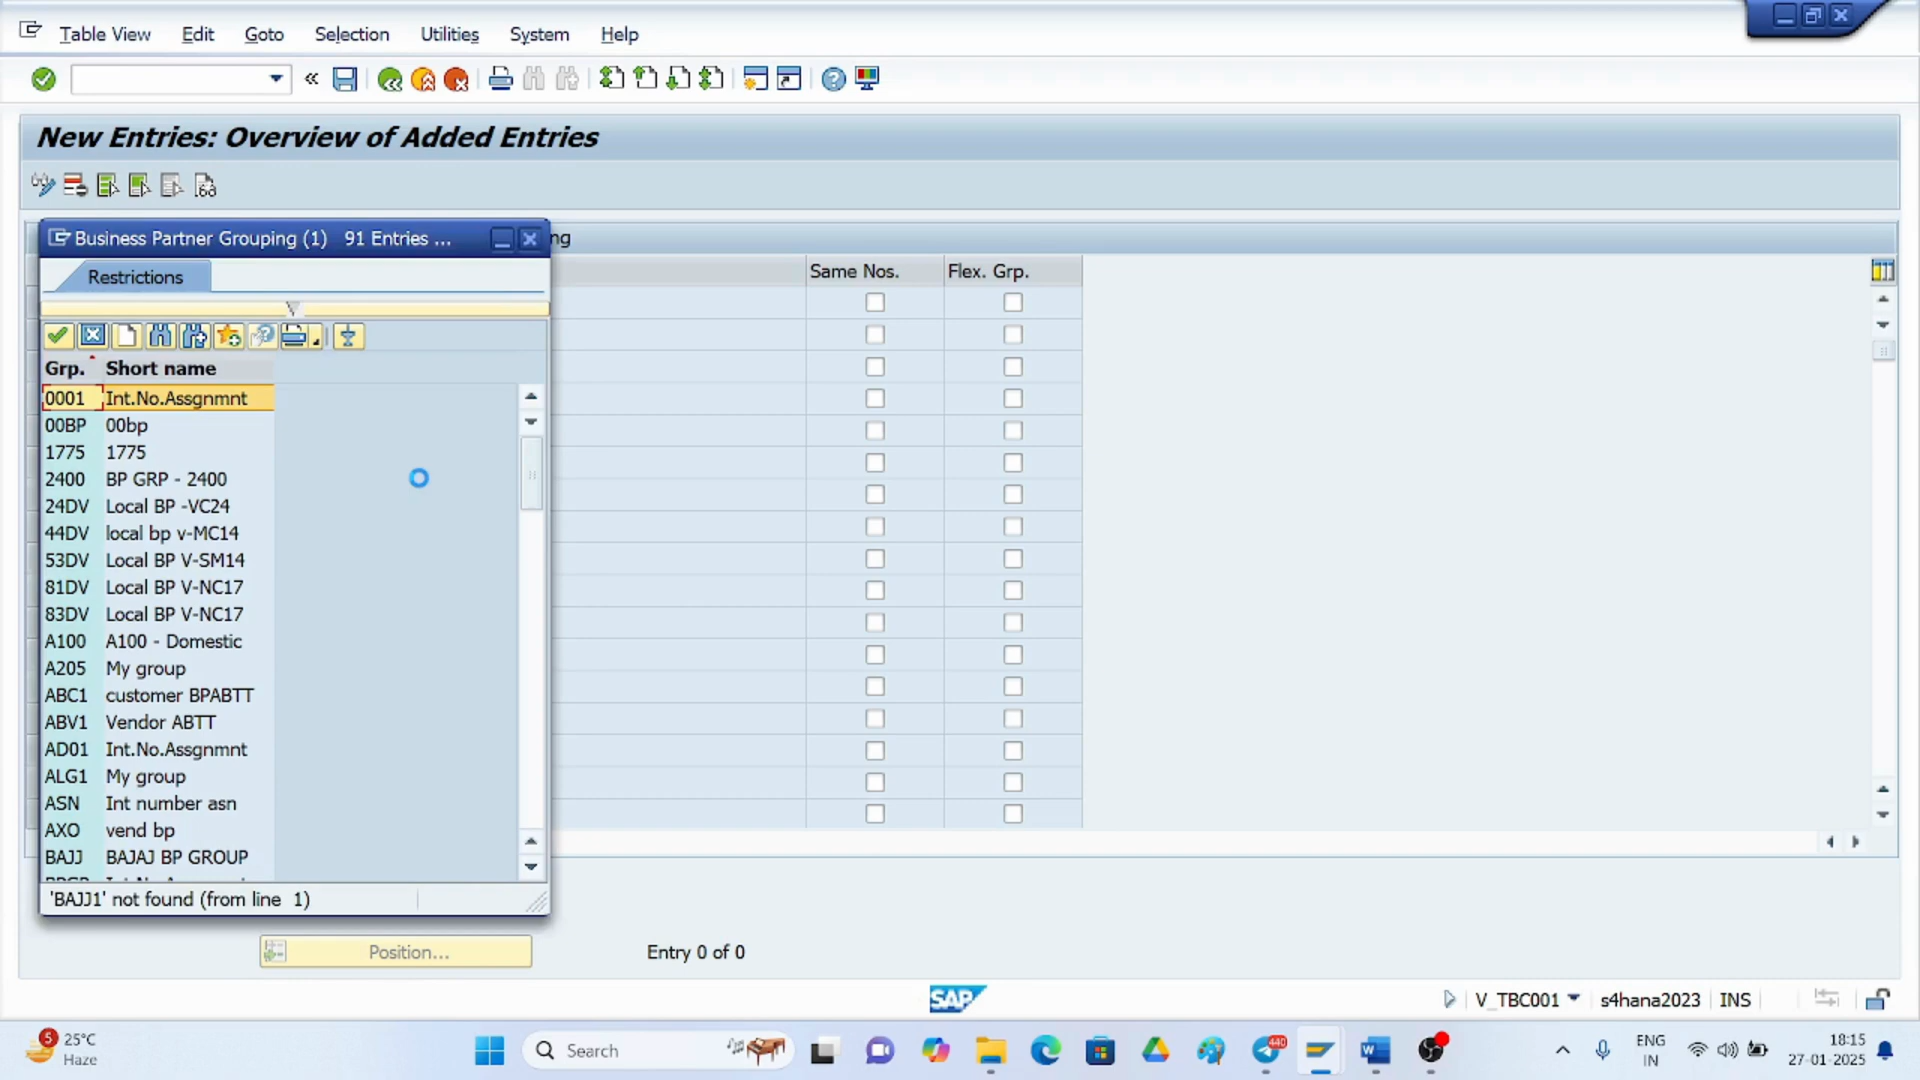 Table View Edit Goto Selection Utilities System Help
New Entries: Overview of Added Entries
Business Partner Grouping (1) 91 Entries ...
ng
Restrictions
Same Nos. Flex. Grp.
Grp. Short name
0001 Int.No.Assgnmnt
00BP 00bp
1775 1775
2400 BP GRP - 2400
24DV Local BP -VC24
44DV local bp v-MC14
53DV Local BP V-SM14
81DV Local BP V-NC17
83DV Local BP V-NC17
A100 A100 - Domestic
A205 My group
ABC1 customer BPABTT
ABV1 Vendor ABTT
AD01 Int.No.Assgnmnt
ALG1 My group
ASN Int number asn
AXO vend bp
BAJJ BAJAJ BP GROUP
'BAJJ1' not found (from line 1)
Position...
Entry 0 of 0
SAP
V_TBC001 s4hana2023 INS
5
25°C
Haze
Search
440
ENG
IN
18:15
27-01-2025